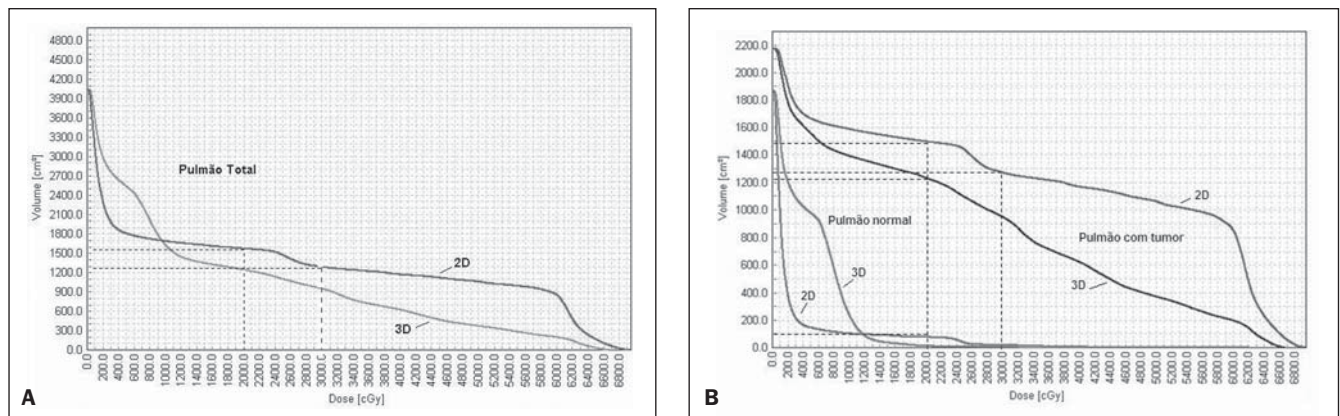 4800.0
4500.0
4200.0
3900.0
3600.0
3300.0
3000.0
2700.0
2400.0
2100.0
1800.0
1500.0
1200.0
900.0
600.0
300.0
0.0
Volume [cm³]
Pulmão Total
2D
3D
0.0 200.0 400.0 600.0 800.0 1000.0 1200.0 1400.0 1600.0 1800.0 2000.0 2200.0 2400.0 2600.0 2800.0 3000.0 3200.0 3400.0 3600.0 3800.0 4000.0 4200.0 4400.0 4600.0 4800.0 5000.0 5200.0 5400.0 5600.0 5800.0 6000.0 6200.0 6400.0 6600.0 6800.0
Dose [cGy]
A
2200.0
2000.0
1800.0
1600.0
1400.0
1200.0
1000.0
800.0
600.0
400.0
200.0
0.0
Volume [cm³]
2D
Pulmão normal
Pulmão com tumor
3D
3D
2D
0.0 200.0 400.0 600.0 800.0 1000.0 1200.0 1400.0 1600.0 1800.0 2000.0 2200.0 2400.0 2600.0 2800.0 3000.0 3200.0 3400.0 3600.0 3800.0 4000.0 4200.0 4400.0 4600.0 4800.0 5000.0 5200.0 5400.0 5600.0 5800.0 6000.0 6200.0 6400.0 6600.0 6800.0
Dose [cGy]
B